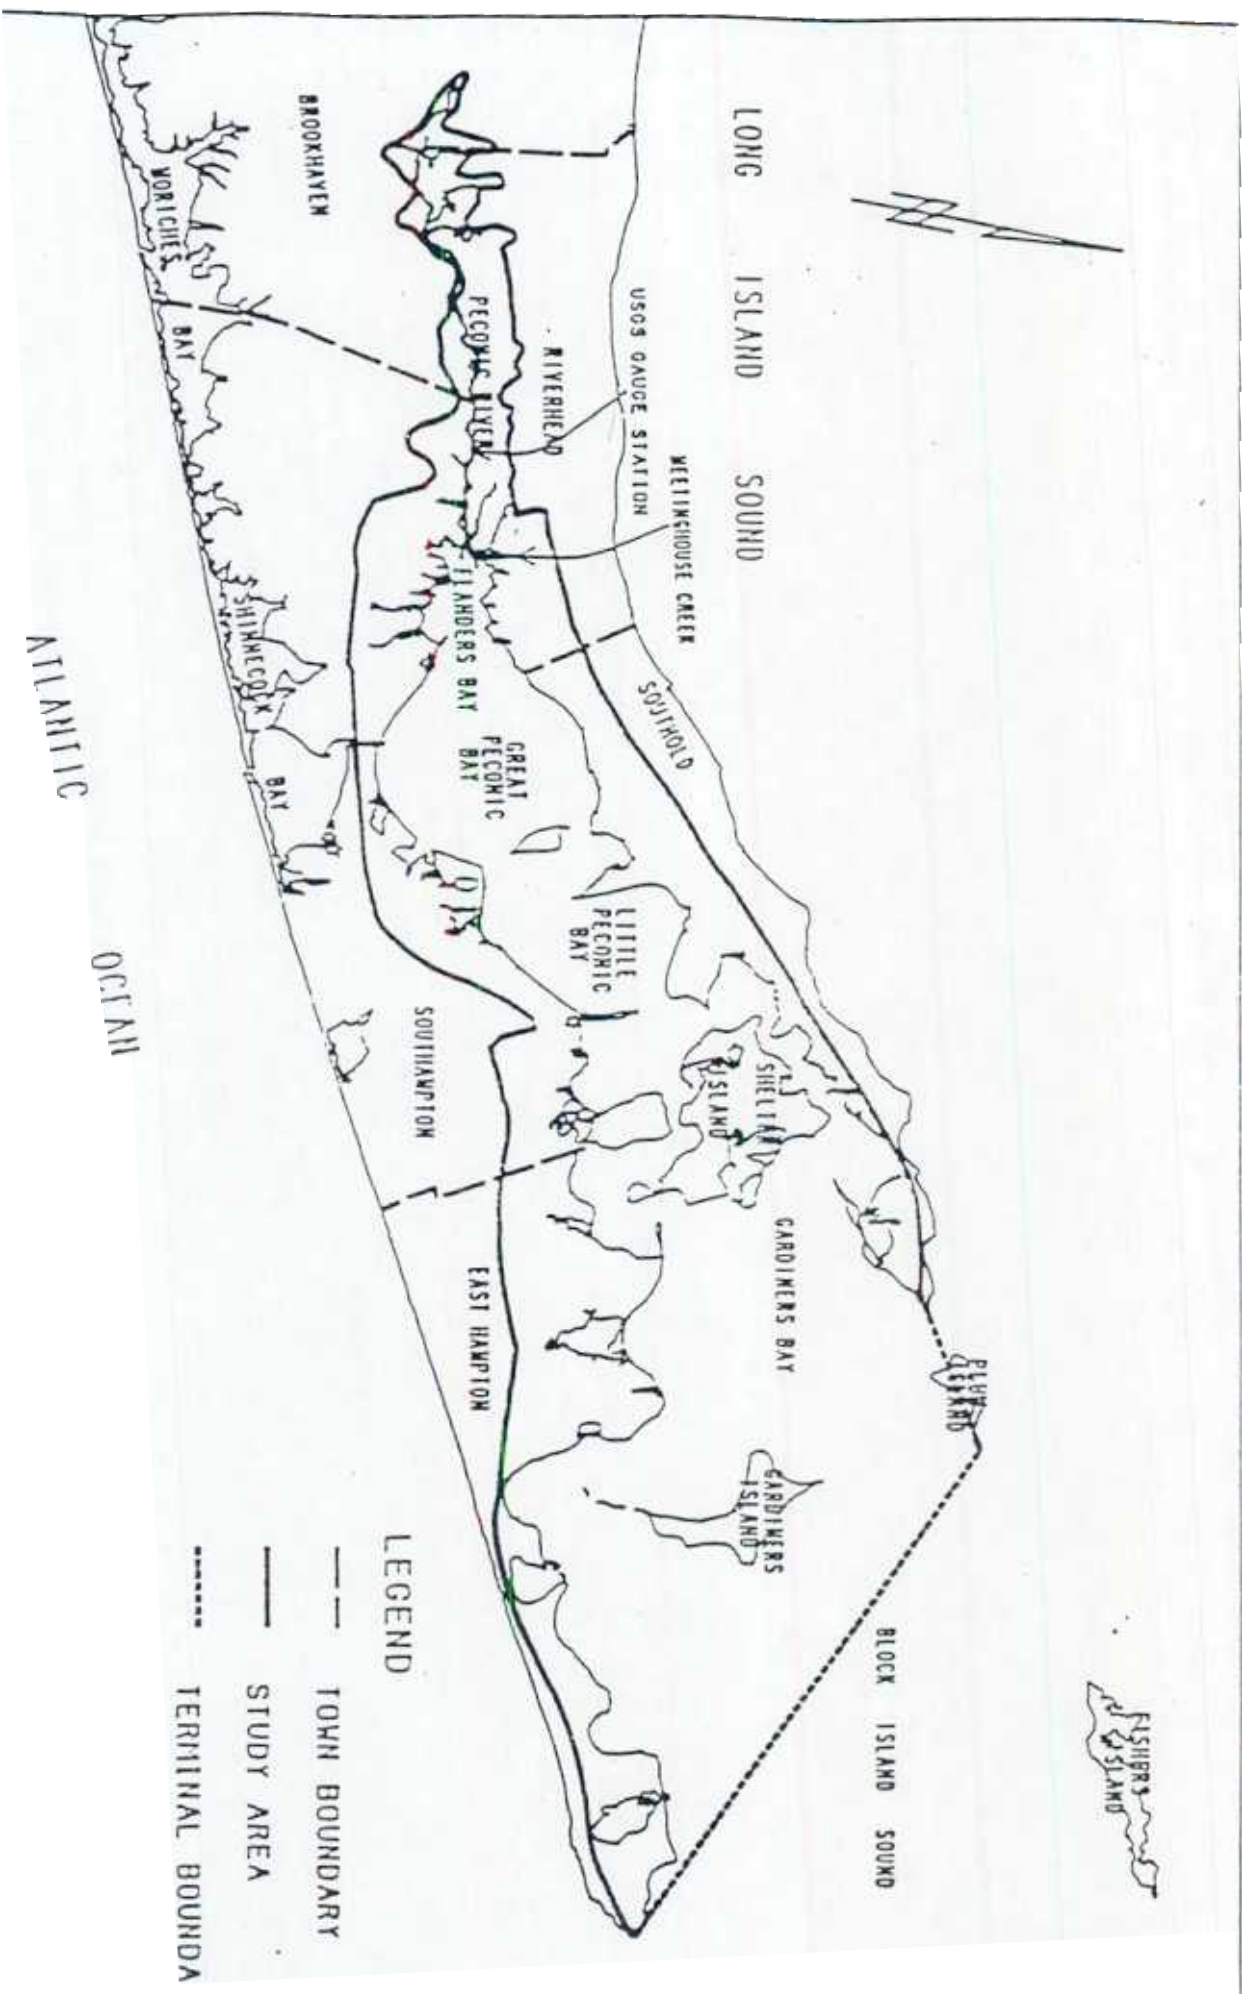 LONG ISLAND SOUND
FISHERS
ISLAND
BLOCK ISLAND SOUND
PLUM
ISLAND
USGS GAUGE STATION
MEETINGHOUSE CREEK
SOUTHOLD
RIVERHEAD
PECONIC RIVER
FLANDERS BAY
GREAT
PECONIC
BAY
LITTLE
PECONIC
BAY
SHELTER
ISLAND
GARDINERS BAY
GARDINERS
ISLAND
BROOKHAVEN
MORICHES BAY
SHINNECOCK BAY
SOUTHAMPTON
EAST HAMPTON
ATLANTIC OCEAN
LEGEND
TOWN BOUNDARY
STUDY AREA
TERMINAL BOUNDA